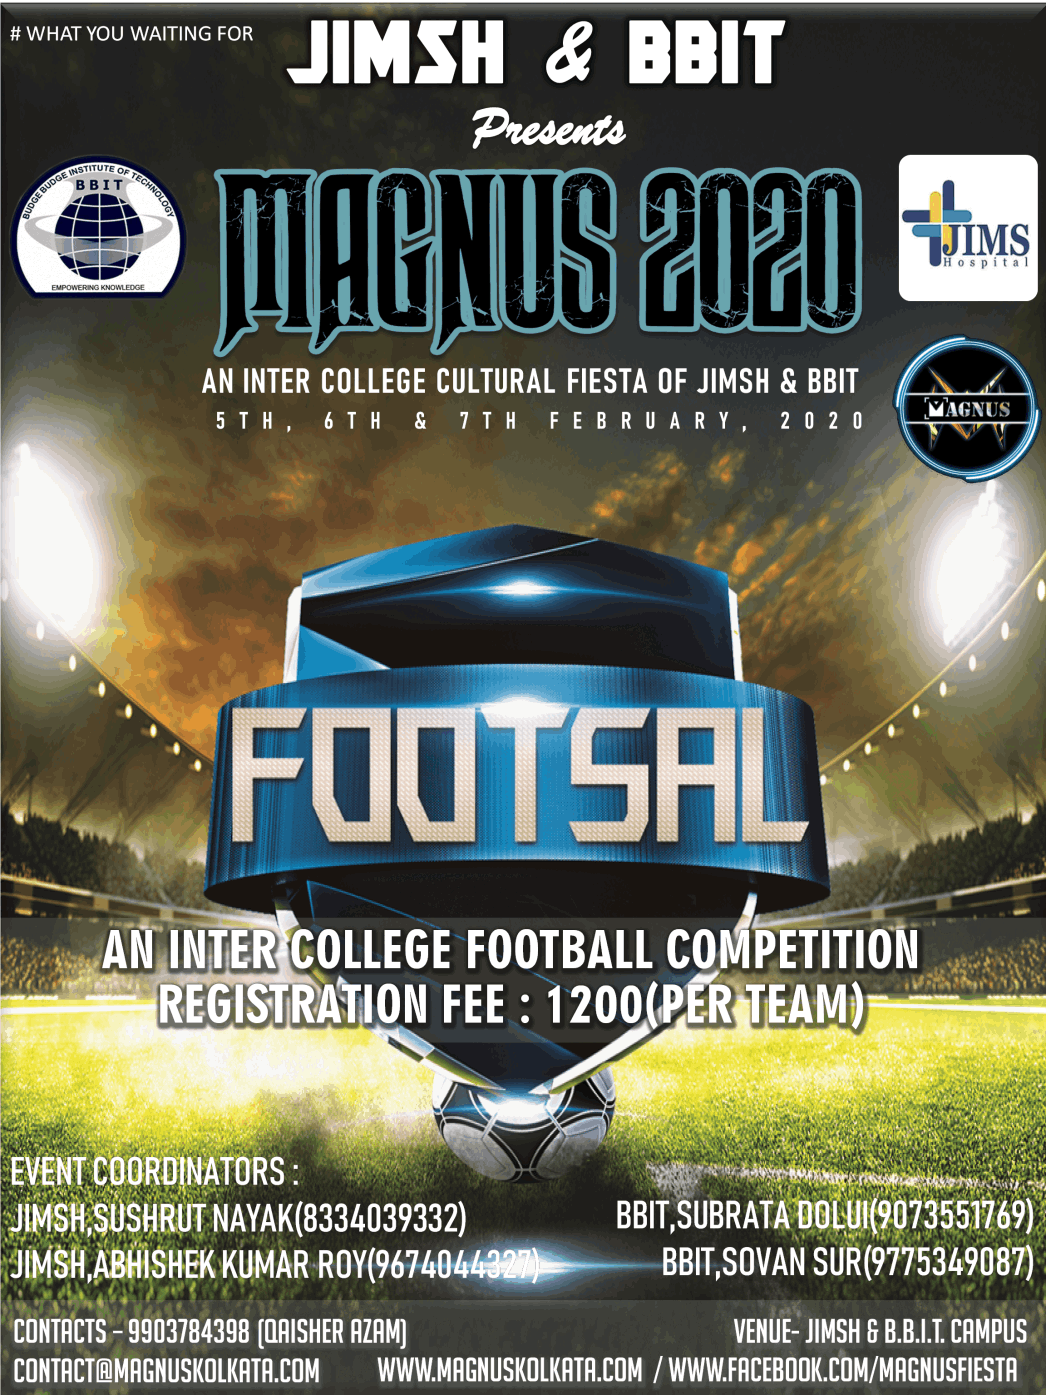 # WHAT YOU WAITING FOR
JIMSH & BBIT
Presents
BUDGE BUDGE INSTITUTE OF TECHNOLOGY
BBIT
EMPOWERING KNOWLEDGE
MAGNUS 2020
JIMS
Hospital
AN INTER COLLEGE CULTURAL FIESTA OF JIMSH & BBIT
5TH, 6TH & 7TH FEBRUARY, 2020
MAGNUS
FOOTSAL
AN INTER COLLEGE FOOTBALL COMPETITION
REGISTRATION FEE : 1200(PER TEAM)
EVENT COORDINATORS :
JIMSH,SUSHRUT NAYAK(8334039332)
BBIT,SUBRATA DOLUI(9073551769)
JIMSH,ABHISHEK KUMAR ROY(9674044327)
BBIT,SOVAN SUR(9775349087)
CONTACTS - 9903784398 (QAISHER AZAM)
VENUE- JIMSH & B.B.I.T. CAMPUS
CONTACT@MAGNUSKOLKATA.COM
WWW.MAGNUSKOLKATA.COM / WWW.FACEBOOK.COM/MAGNUSFIESTA